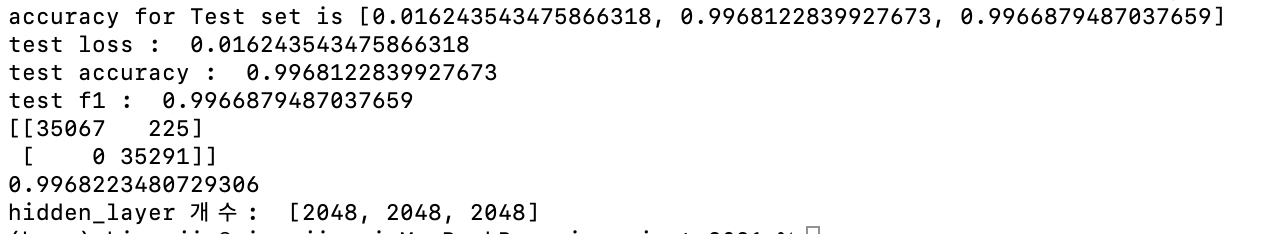 accuracy for Test set is [0.016243543475866318, 0.9968122839927673, 0.9966879487037659]
test loss :  0.016243543475866318
test accuracy :  0.9968122839927673
test f1 :  0.9966879487037659
[[35067   225]
 [    0 35291]]
0.9968223480729306
hidden_layer 개수:  [2048, 2048, 2048]